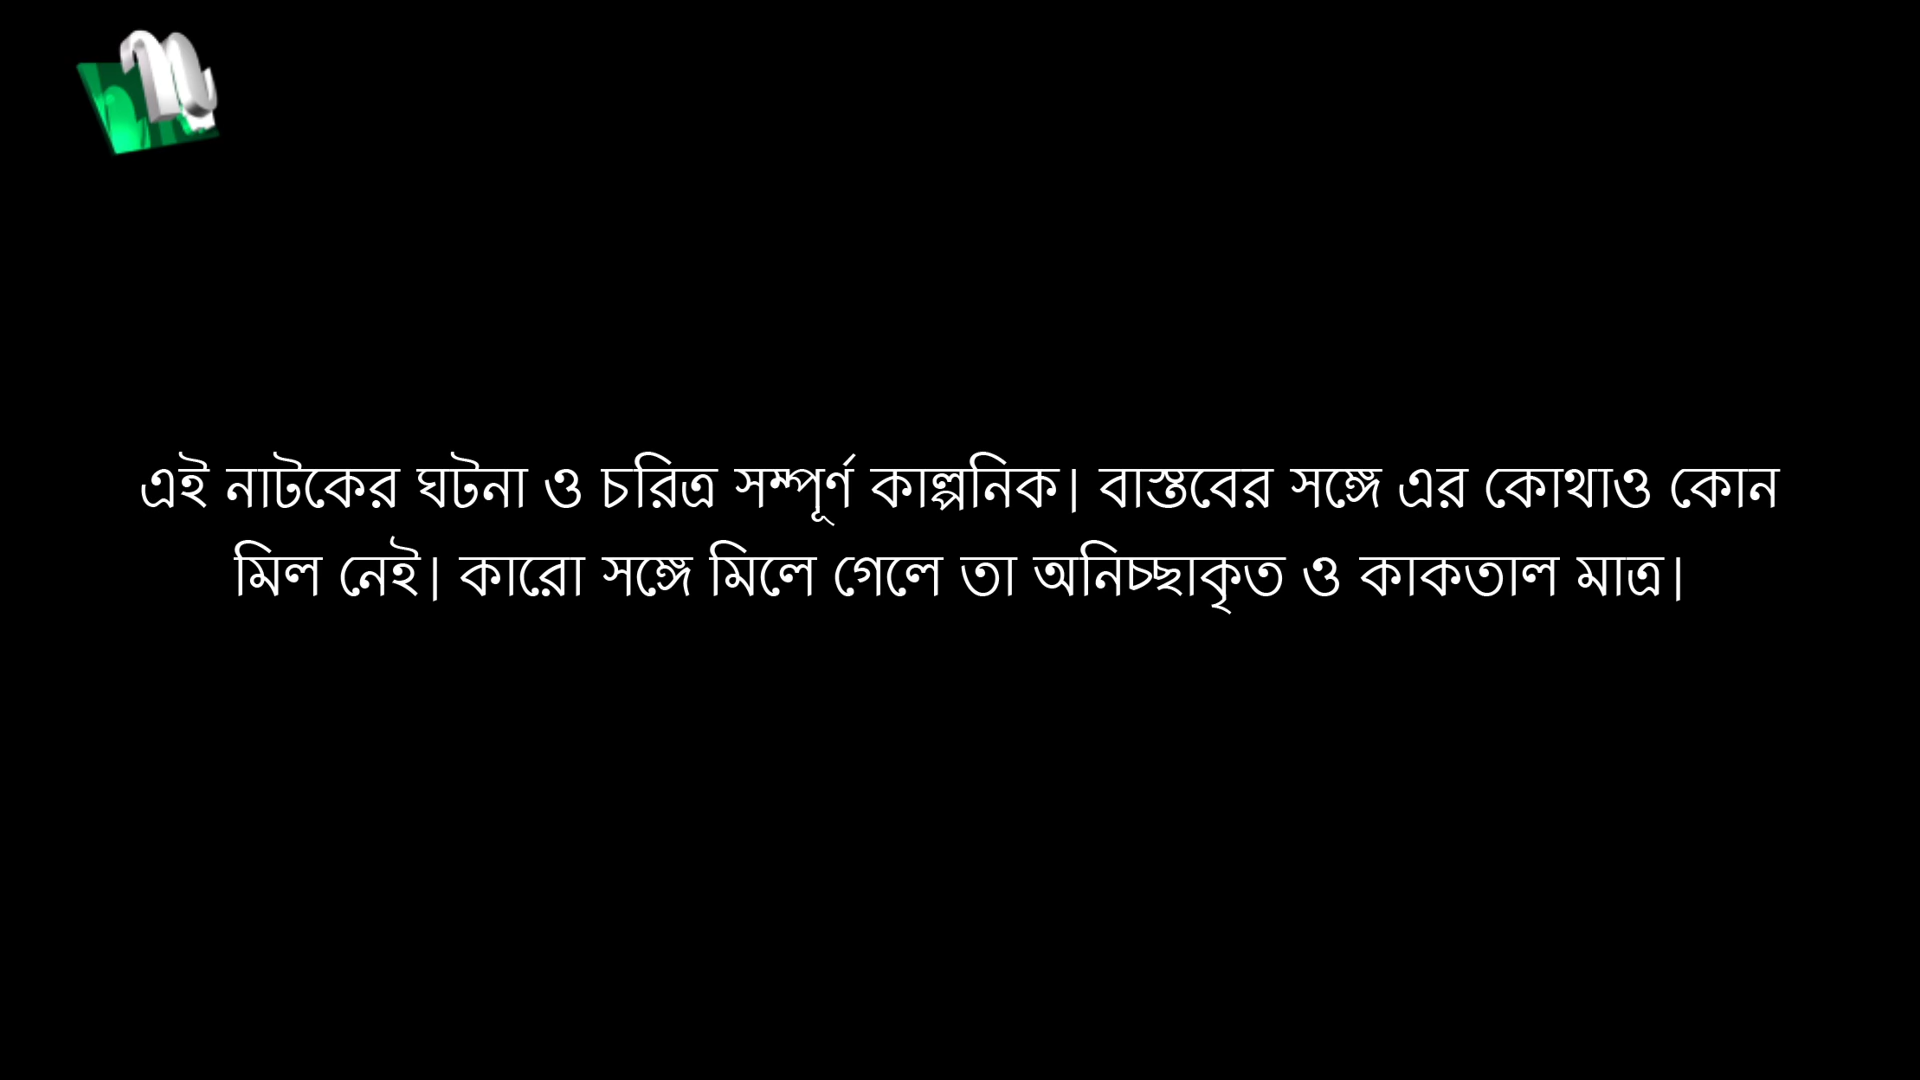 এই নাটকের ঘটনা ও চরিত্র সম্পূর্ণ কাল্পনিক। বাস্তবের সঙ্গে এর কোথাও কোন
মিল নেই। কারো সঙ্গে মিলে গেলে তা অনিচ্ছাকৃত ও কাকতাল মাত্র।